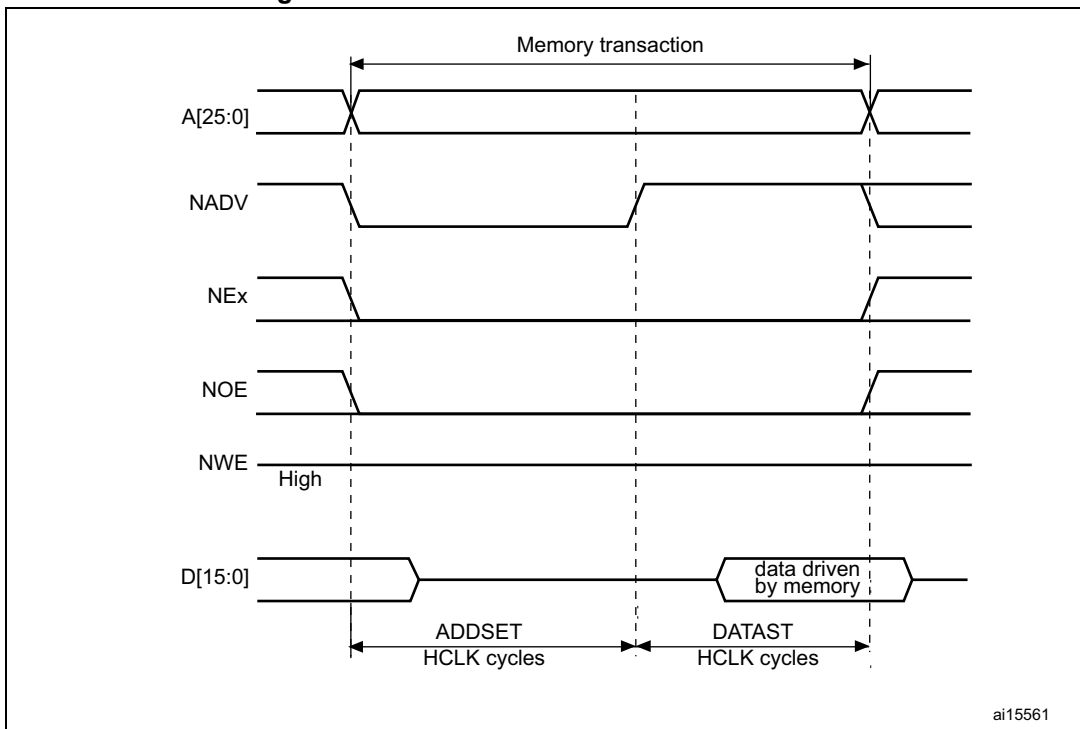 Memory transaction
A[25:0]
NADV
NEx
NOE
NWE
High
D[15:0]
data driven
by memory
ADDSET
DATAST
HCLK cycles
HCLK cycles
ai15561